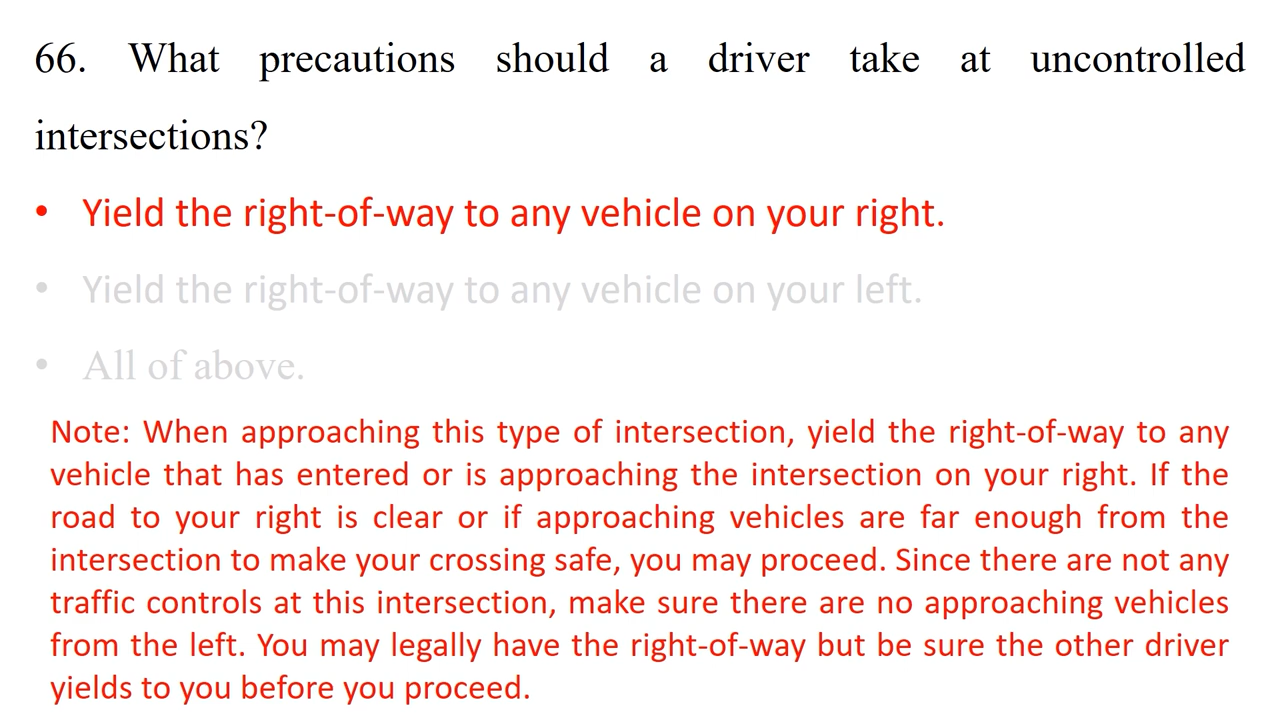 66. What precautions should a driver take at uncontrolled
intersections?
• Yield the right-of-way to any vehicle on your right.
• Yield the right-of-way to any vehicle on your left.
• All of above.
Note: When approaching this type of intersection, yield the right-of-way to any
vehicle that has entered or is approaching the intersection on your right. If the
road to your right is clear or if approaching vehicles are far enough from the
intersection to make your crossing safe, you may proceed. Since there are not any
traffic controls at this intersection, make sure there are no approaching vehicles
from the left. You may legally have the right-of-way but be sure the other driver
yields to you before you proceed.